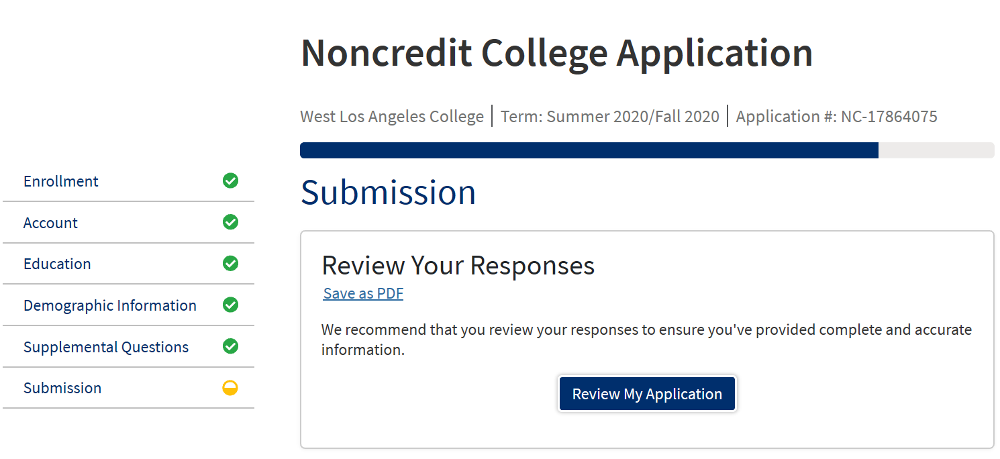 Noncredit College Application
West Los Angeles College | Term: Summer 2020/Fall 2020 | Application #: NC-17864075
Enrollment
Account
Education
Demographic Information
Supplemental Questions
Submission
Submission
Review Your Responses
Save as PDF
We recommend that you review your responses to ensure you've provided complete and accurate
information.
Review My Application